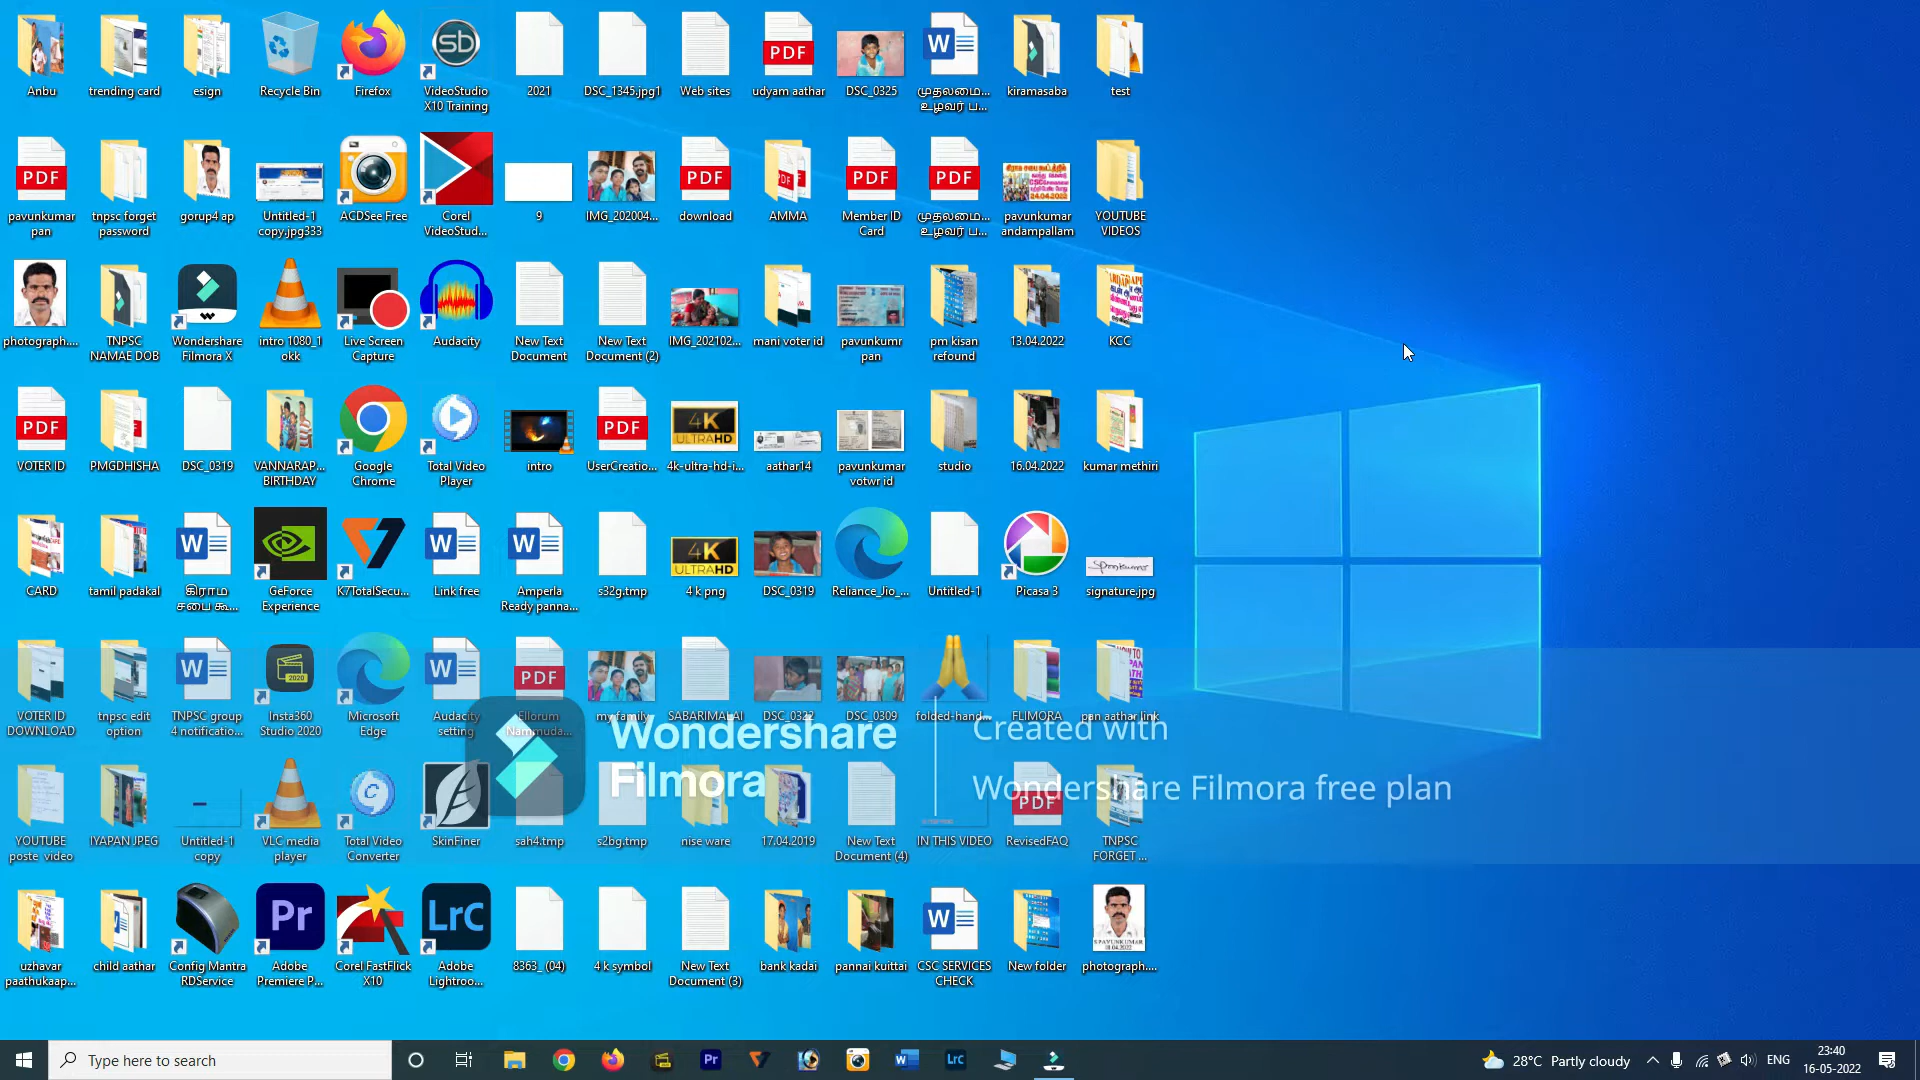 Anbu
trending card
esign
Recycle Bin
Firefox
VideoStudio
X10 Training
2021
DSC_1345.jpg1
Web sites
udyam aathar
DSC_0325
முதலமை...
உழவர் ப...
kiramasaba
test
pavunkumar
pan
tnpsc forget
password
gorup4 ap
Untitled-1
copy.jpg333
ACDSee Free
Corel
VideoStud...
9
IMG_202004...
download
AMMA
Member ID
Card
முதலமை...
உழவர் ப...
pavunkumar
andampallam
YOUTUBE
VIDEOS
photograph....
TNPSC
NAMAE DOB
Wondershare
Filmora X
intro 1080_1
okk
Live Screen
Capture
Audacity
New Text
Document
New Text
Document (2)
IMG_202102...
mani voter id
pavunkumr
pan
pm kisan
refound
13.04.2022
KCC
VOTER ID
PMGDHISHA
DSC_0319
VANNARAP...
BIRTHDAY
Google
Chrome
Total Video
Player
intro
UserCreatio...
4k-ultra-hd-i...
aathar14
pavunkumar
votwr id
studio
16.04.2022
kumar methiri
CARD
tamil padakal
கிராம
சபை கூ...
GeForce
Experience
K7TotalSecu...
Link free
Amperla
Ready panna...
s32g.tmp
4 k png
DSC_0319
Reliance_Jio_...
Untitled-1
Picasa 3
signature.jpg
VOTER ID
DOWNLOAD
tnpsc edit
option
TNPSC group
4 notificatio...
Insta360
Studio 2020
Microsoft
Edge
Audacity
setting
Ellorum
Nammuda...
my family
SABARIMALAI
DSC_0322
DSC_0309
folded-hand...
FLIMORA
pan aathar link
Wondershare
Filmora
Created with
Wondershare Filmora free plan
YOUTUBE
poste video
IYAPAN JPEG
Untitled-1
copy
VLC media
player
Total Video
Converter
SkinFiner
sah4.tmp
s2bg.tmp
nise ware
17.04.2019
New Text
Document (4)
IN THIS VIDEO
RevisedFAQ
TNPSC
FORGET ...
uzhavar
paathukaap...
child aathar
Config Mantra
RDService
Adobe
Premiere P...
Corel FastFlick
X10
Adobe
Lightroo...
8363_ (04)
4 k symbol
New Text
Document (3)
bank kadai
pannai kuittai
CSC SERVICES
CHECK
New folder
photograph....
Type here to search
28°C Partly cloudy
ENG
23:40
16-05-2022